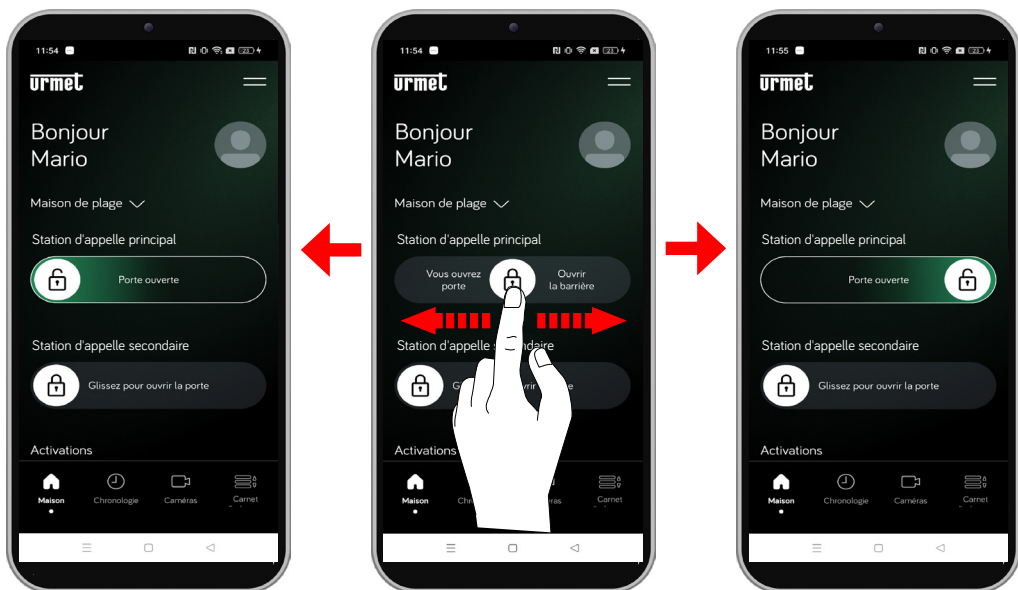 11:54
23
urmet
Bonjour
Mario
Maison de plage
Station d'appelle principal
Porte ouverte
Station d'appelle secondaire
Glissez pour ouvrir la porte
Activations
Maison
Chronologie
Caméras
Carnet
11:54
23
urmet
Bonjour
Mario
Maison de plage
Station d'appelle principal
Vous ouvrez
porte
Ouvrir
la barrière
Station d'appelle
Activations
Maison
Carnet
11:55
23
urmet
Bonjour
Mario
Maison de plage
Station d'appelle principal
Porte ouverte
Station d'appelle secondaire
Glissez pour ouvrir la porte
Activations
Maison
Chronologie
Caméras
Carnet